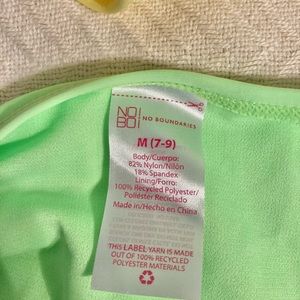 NO
BO
NO BOUNDARIES
M (7-9)
Body/Cuerpo:
82% Nylon/Nilón
18% Spandex
Lining/Forro:
100% Recycled Polyester/
Poliéster Reciclado
Made in/Hecho en China
THIS LABEL YARN IS MADE
OUT OF 100% RECYCLED
POLYESTER MATERIALS